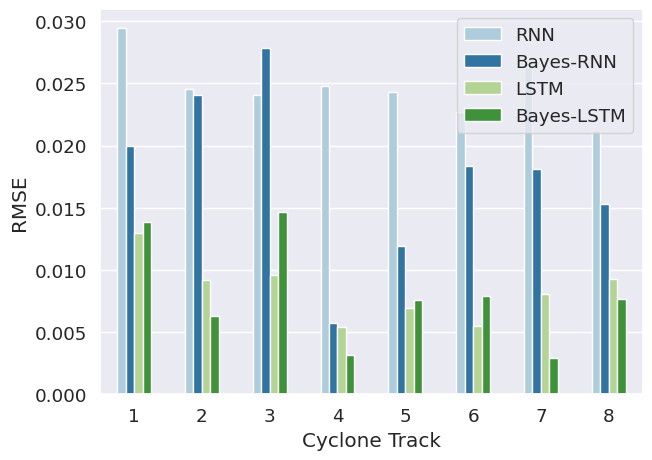 0.030
0.025
0.020
0.015
0.010
0.005
0.000
RMSE
RNN
Bayes-RNN
LSTM
Bayes-LSTM
1 2 3 4 5 6 7 8
Cyclone Track